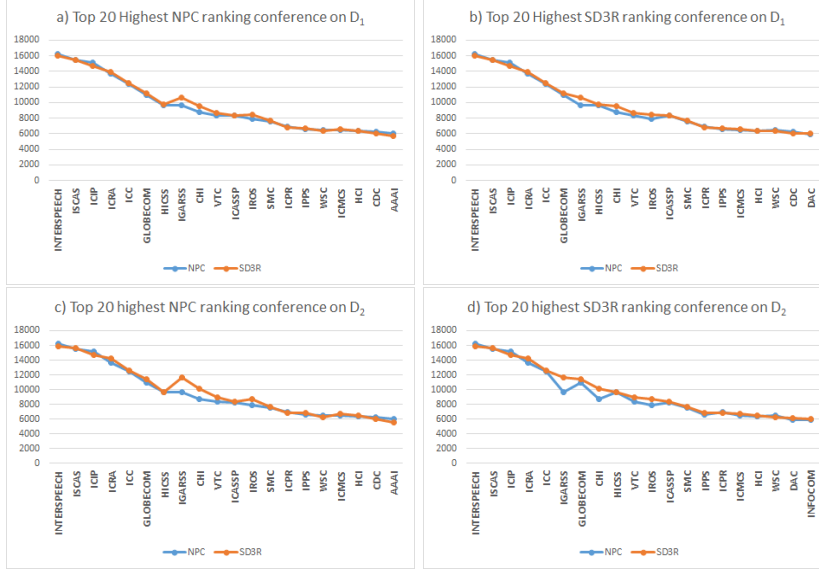 a) Top 20 Highest NPC ranking conference on D1
18000
16000
14000
12000
10000
8000
6000
4000
2000
0
INTERSPEECH
ISCAS
ICIP
ICRA
ICC
GLOBECOM
HICSS
IGARSS
CHI
VTC
ICASSP
IROS
SMC
ICPR
IPPS
WSC
ICMCS
HCI
CDC
AAAI
NPC SD3R
b) Top 20 Highest SD3R ranking conference on D1
18000
16000
14000
12000
10000
8000
6000
4000
2000
0
INTERSPEECH
ISCAS
ICIP
ICRA
ICC
GLOBECOM
IGARSS
HICSS
CHI
VTC
IROS
ICASSP
SMC
ICPR
IPPS
ICMCS
HCI
WSC
CDC
DAC
NPC SD3R
c) Top 20 highest NPC ranking conference on D2
18000
16000
14000
12000
10000
8000
6000
4000
2000
0
INTERSPEECH
ISCAS
ICIP
ICRA
ICC
GLOBECOM
HICSS
IGARSS
CHI
VTC
ICASSP
IROS
SMC
ICPR
IPPS
WSC
ICMCS
HCI
CDC
AAAI
NPC SD3R
d) Top 20 highest SD3R ranking conference on D2
18000
16000
14000
12000
10000
8000
6000
4000
2000
0
INTERSPEECH
ISCAS
ICIP
ICRA
ICC
IGARSS
GLOBECOM
CHI
HICSS
VTC
IROS
ICASSP
SMC
IPPS
ICPR
ICMCS
HCI
WSC
DAC
INFOCOM
NPC SD3R